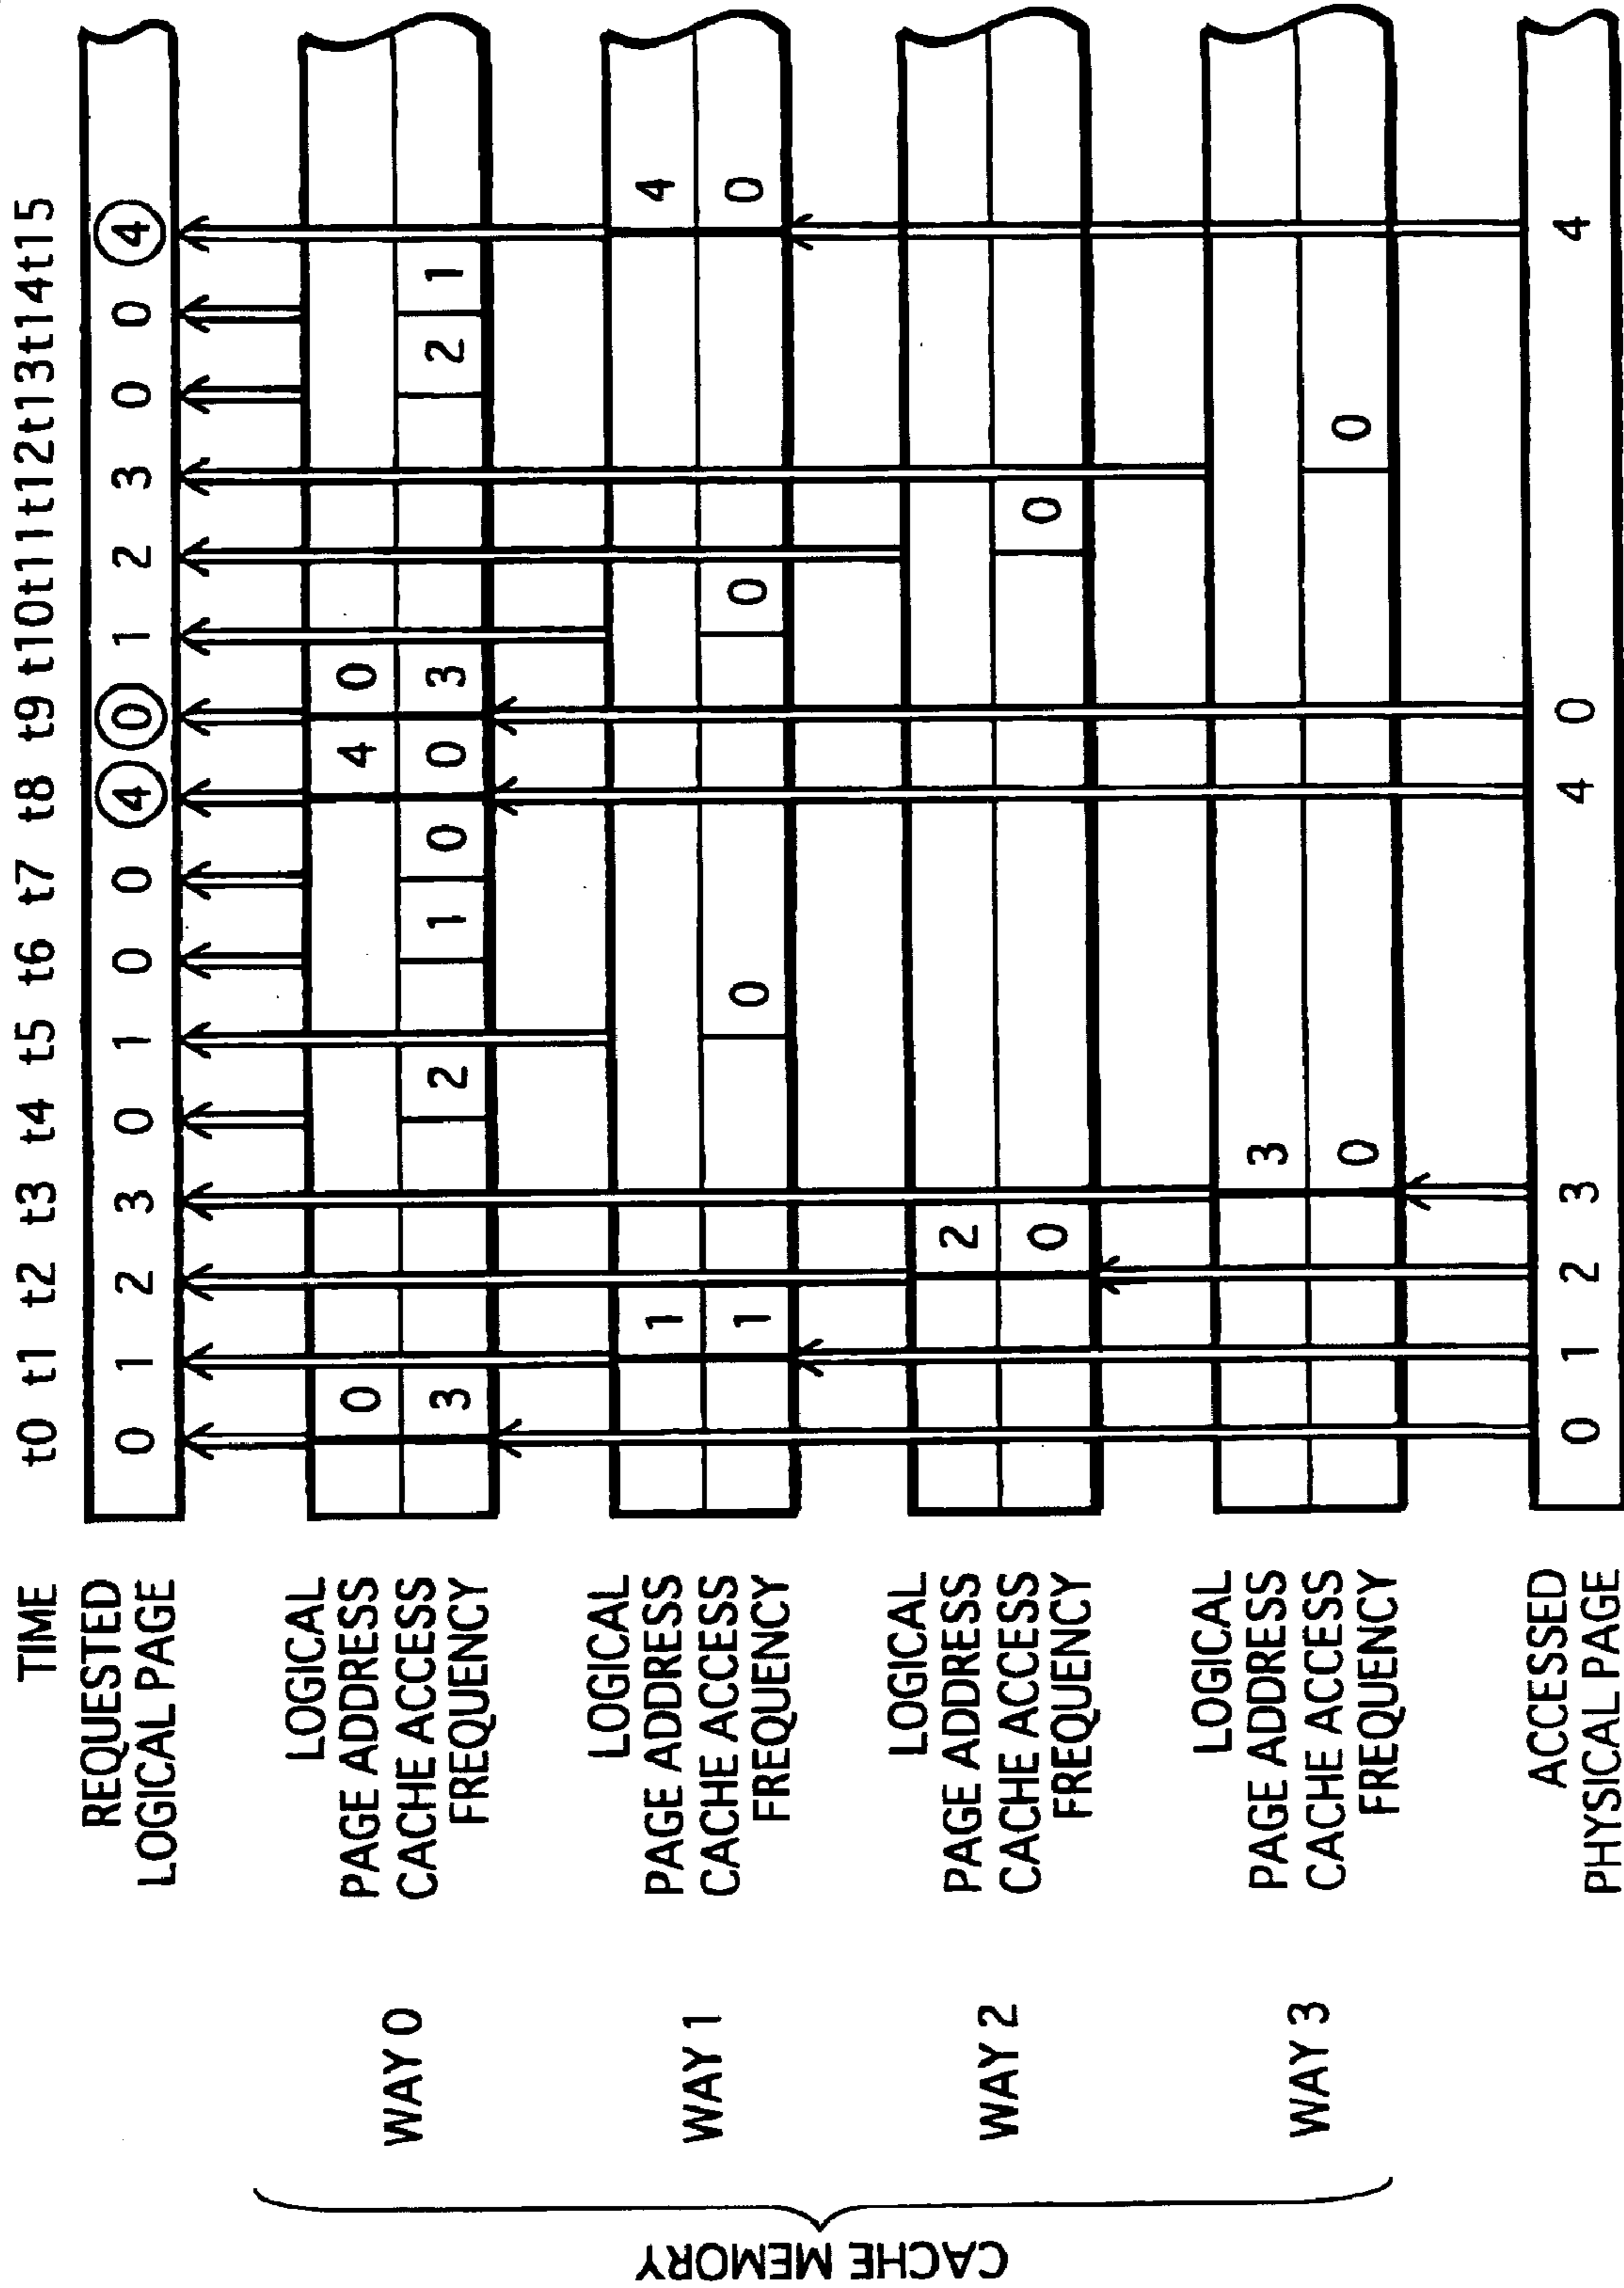 TIME t0 t1 t2 t3 t4 t5 t6 t7 t8 t9 t10 t11 t12 t13 t14 t15
REQUESTED
LOGICAL PAGE
0 1 2 3 0 1 0 0 4 0 1 2 3 0 0 4
CACHE MEMORY
WAY 0
LOGICAL
PAGE ADDRESS
0 4 0
CACHE ACCESS
FREQUENCY
3 2 1 0 0 3 2 1
WAY 1
LOGICAL
PAGE ADDRESS
1 4
CACHE ACCESS
FREQUENCY
1 0 0 0
WAY 2
LOGICAL
PAGE ADDRESS
2
CACHE ACCESS
FREQUENCY
0 0
WAY 3
LOGICAL
PAGE ADDRESS
3
CACHE ACCESS
FREQUENCY
0 0
ACCESSED
PHYSICAL PAGE
0 1 2 3 4 0 4